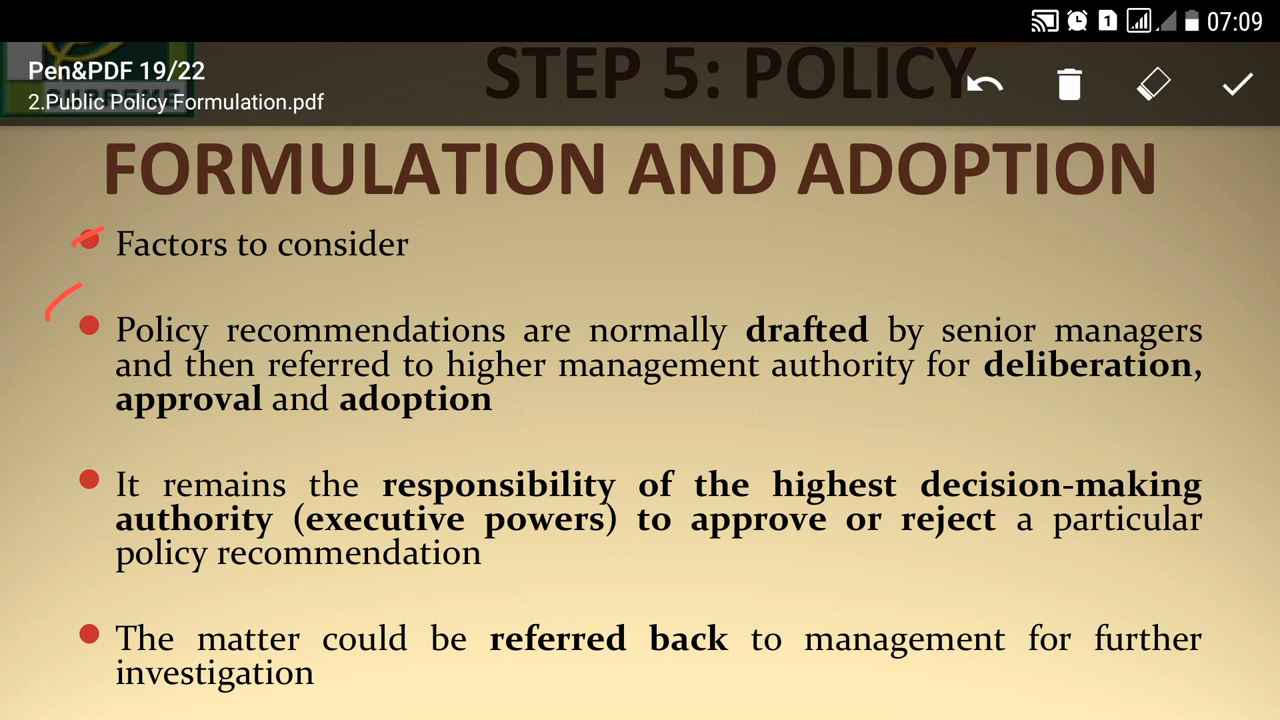 1 07:09
Pen&PDF 19/22
2.Public Policy Formulation.pdf
STEP 5: POLICY
FORMULATION AND ADOPTION
Factors to consider
Policy recommendations are normally drafted by senior managers
and then referred to higher management authority for deliberation,
approval and adoption
It remains the responsibility of the highest decision-making
authority (executive powers) to approve or reject a particular
policy recommendation
The matter could be referred back to management for further
investigation